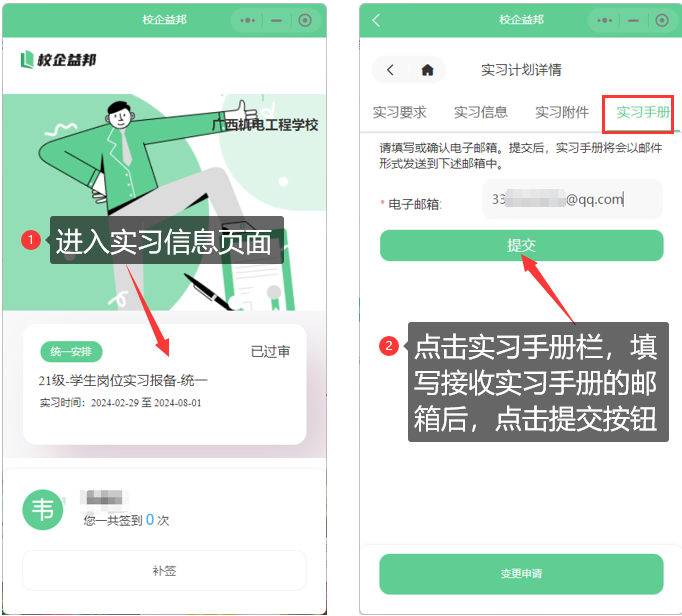 校企益邦
校企益邦
广西机电工程学校
1
进入实习信息页面
统一安排
已过审
21级-学生岗位实习报备-统一
实习时间：2024-02-29 至 2024-08-01
韦
您一共签到 0 次
补签
校企益邦
实习计划详情
实习要求
实习信息
实习附件
实习手册
请填写或确认电子邮箱。提交后，实习手册将会以邮件
形式发送到下述邮箱中。
* 电子邮箱:
33
@qq.com
提交
2
点击实习手册栏，填
写接收实习手册的邮
箱后，点击提交按钮
变更申请